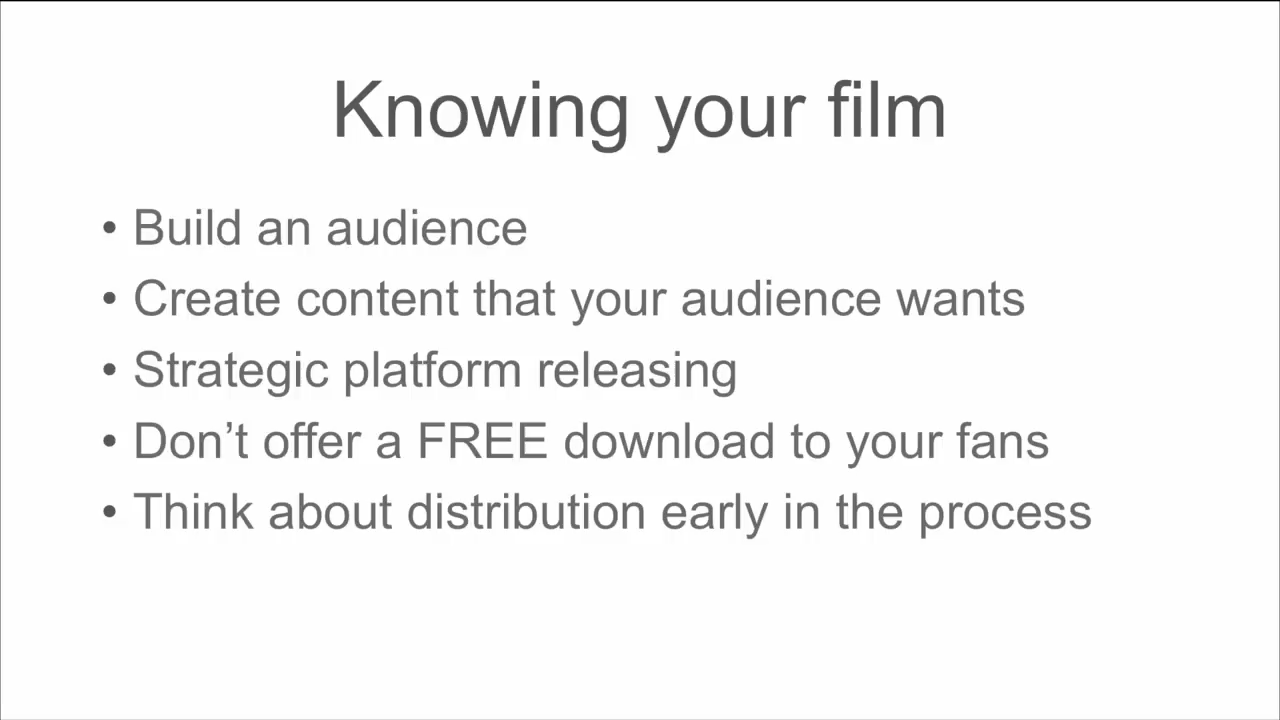 Knowing your film
• Build an audience
• Create content that your audience wants
• Strategic platform releasing
• Don’t offer a FREE download to your fans
• Think about distribution early in the process